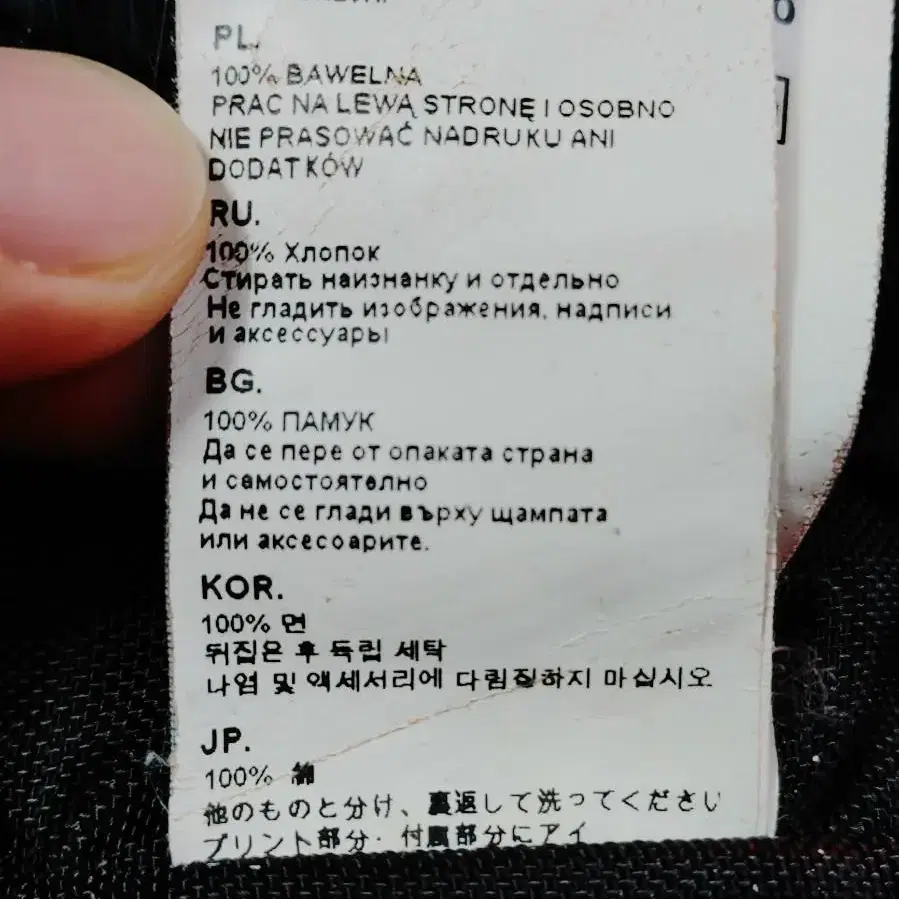 PL.
100% BAWELNA
PRAC NA LEWĄ STRONĘ I OSOBNO
NIE PRASOWAĆ NADRUKU ANI
DODATKÓW
RU.
100% Хлопок
Стирать наизнанку и отдельно
Не гладить изображения, надписи
и аксессуары
BG.
100% ПАМУК
Да се пере от опаката страна
и самостоятелно
Да не се глади върху щампата
или аксесоарите.
KOR.
100% 면
뒤집은 후 독립 세탁
나염 및 액세서리에 다림질하지 마십시오
JP.
100% 綿
他のものと分け、裏返して洗ってください
プリント部分・付属部分にアイ